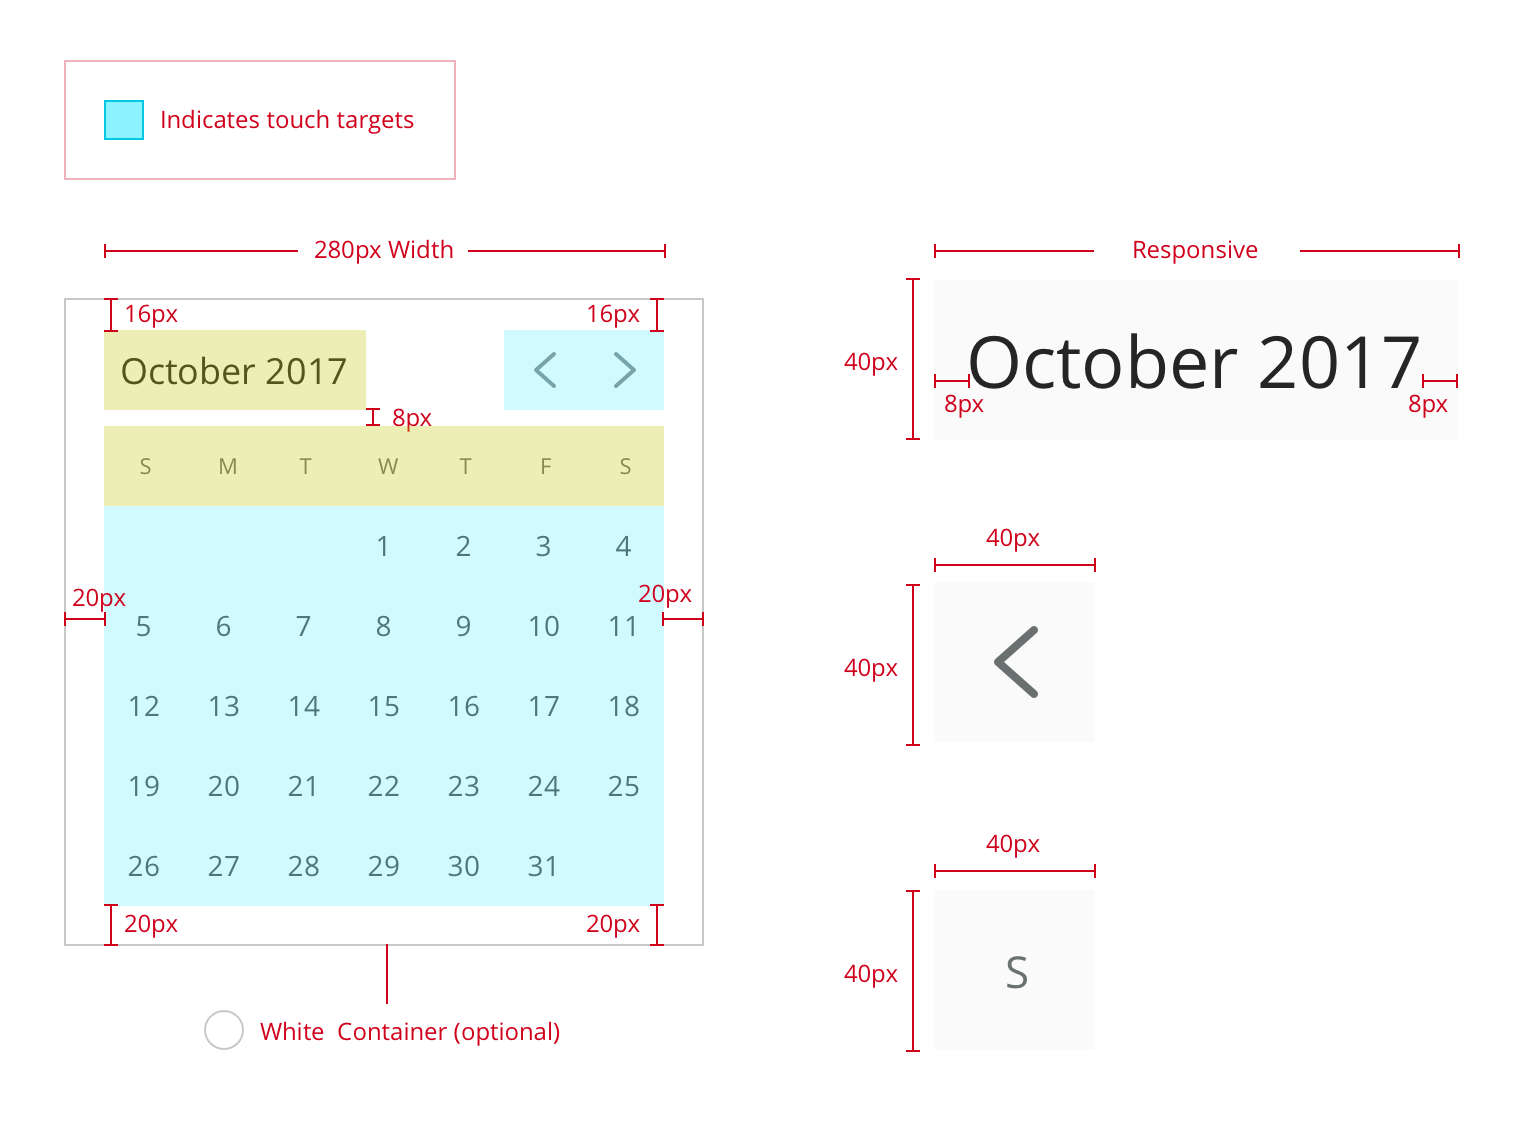 Indicates touch targets
280px Width
16px
16px
October 2017
8px
S M T W T F S
1 2 3 4
20px
20px
5 6 7 8 9 10 11
12 13 14 15 16 17 18
19 20 21 22 23 24 25
26 27 28 29 30 31
20px
20px
White Container (optional)
Responsive
40px
October 2017
8px
8px
40px
40px
40px
40px
S